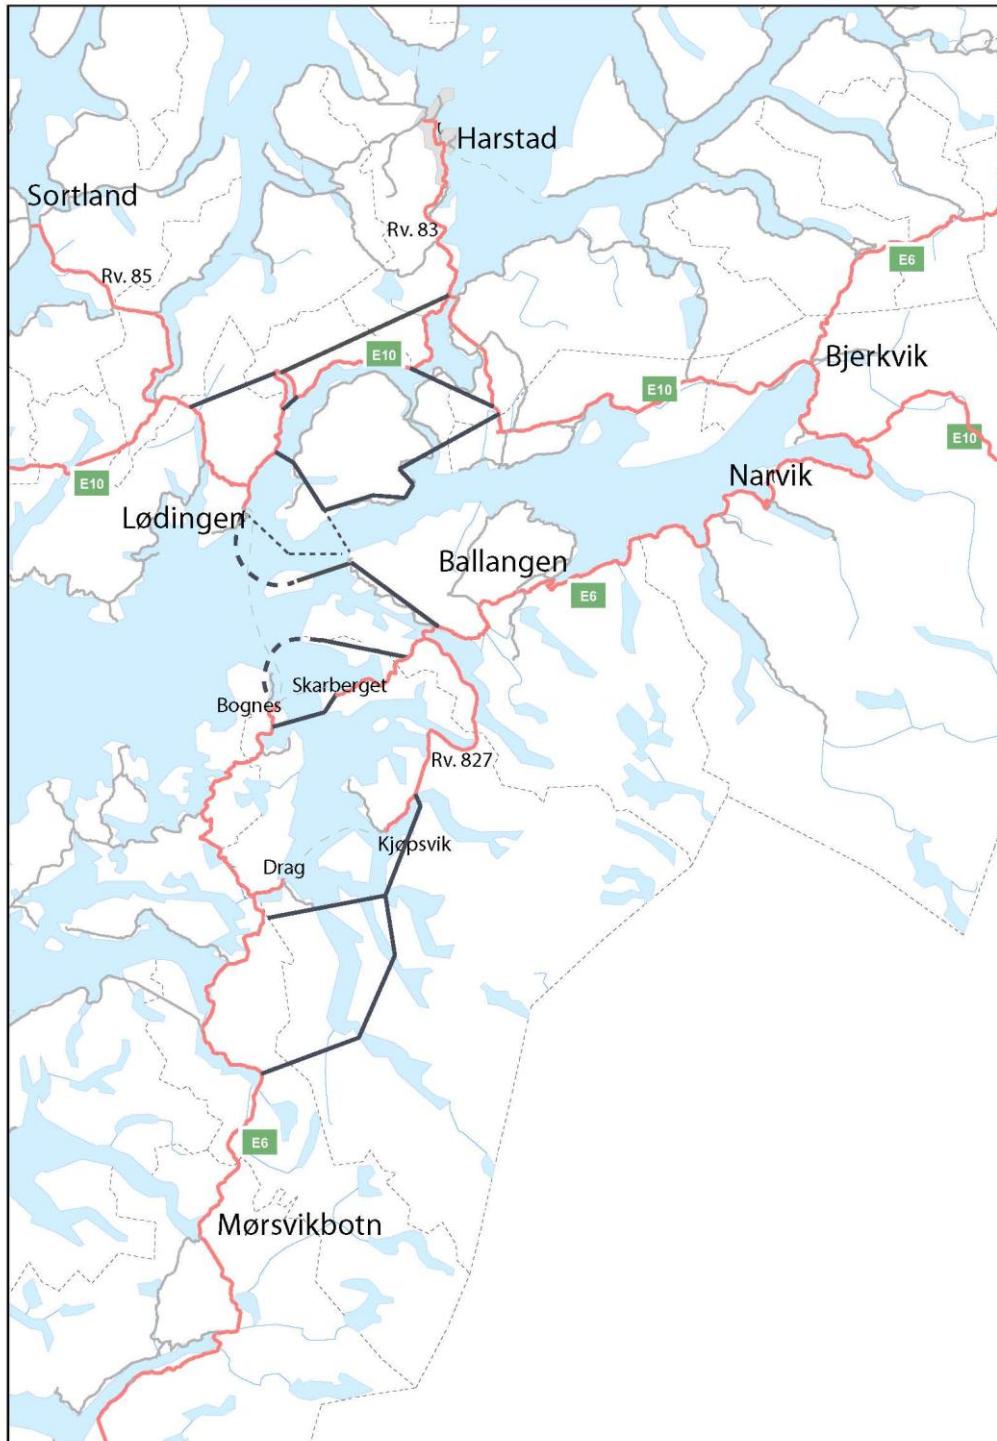 Harstad
Sortland
Rv. 83
E6
Rv. 85
E10
Bjerkvik
E10
E10
E10
Narvik
Lødingen
Ballangen
E6
Skarberget
Bognes
Rv. 827
Kjøpsvik
Drag
E6
Mørsvikbotn